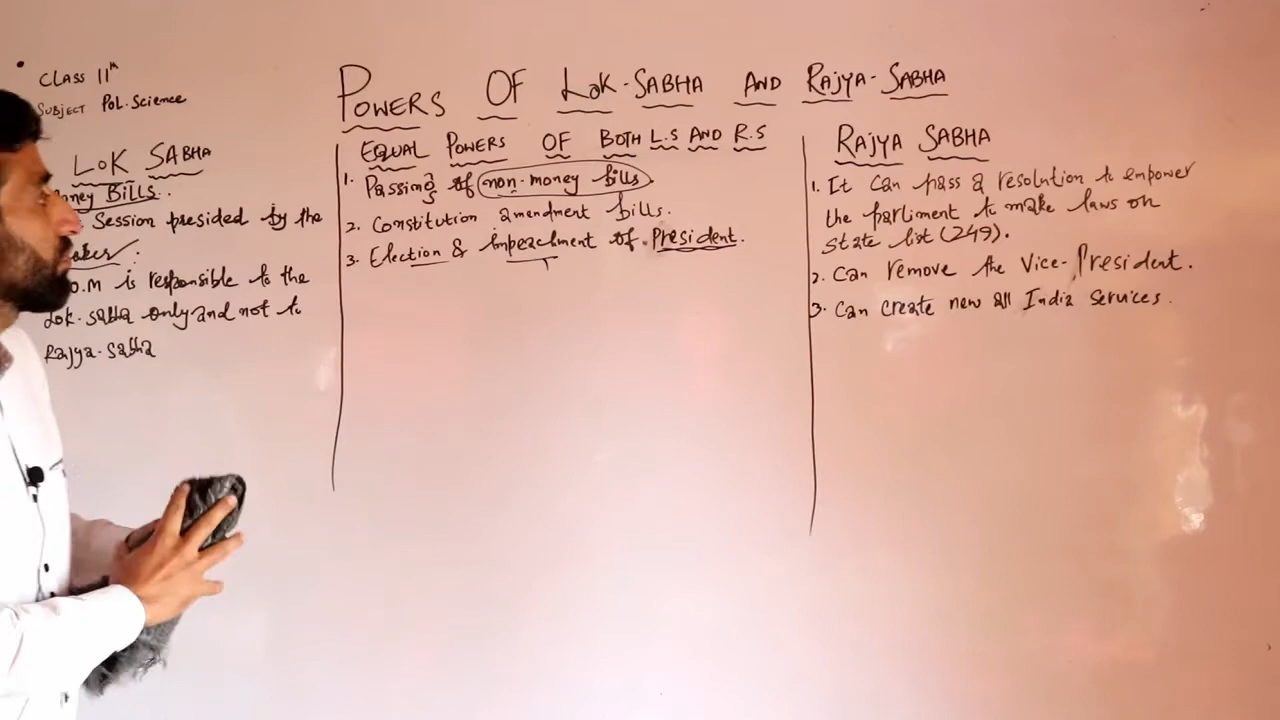 CLASS 11th
SUBJECT POL. Science
POWERS OF LOK-SABHA AND RAJYA-SABHA
LOK SABHA
oney BILLS..
Session presided by the
aker
O.M is responsible to the
Lok-sabha only and not to
Rajya-Sabha
EQUAL POWERS OF BOTH L.S AND R.S
1. Passing of non-money bills.
2. Constitution amendment bills.
3. Election & impeachment of President.
RAJYA SABHA
1. It can pass a resolution to empower
the parliment to make laws on
state list (249).
2. Can remove the Vice-President.
3. Can create new all India Services.